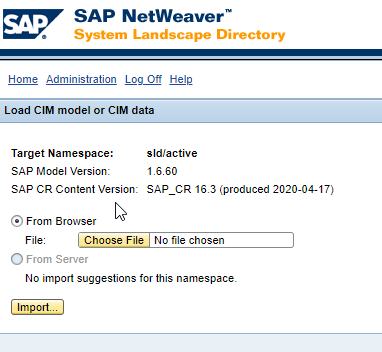 SAP NetWeaver™
SAP System Landscape Directory
Home Administration Log Off Help
Load CIM model or CIM data
Target Namespace: sld/active
SAP Model Version: 1.6.60
SAP CR Content Version: SAP_CR 16.3 (produced 2020-04-17)
From Browser
File: Choose File No file chosen
From Server
No import suggestions for this namespace.
Import...